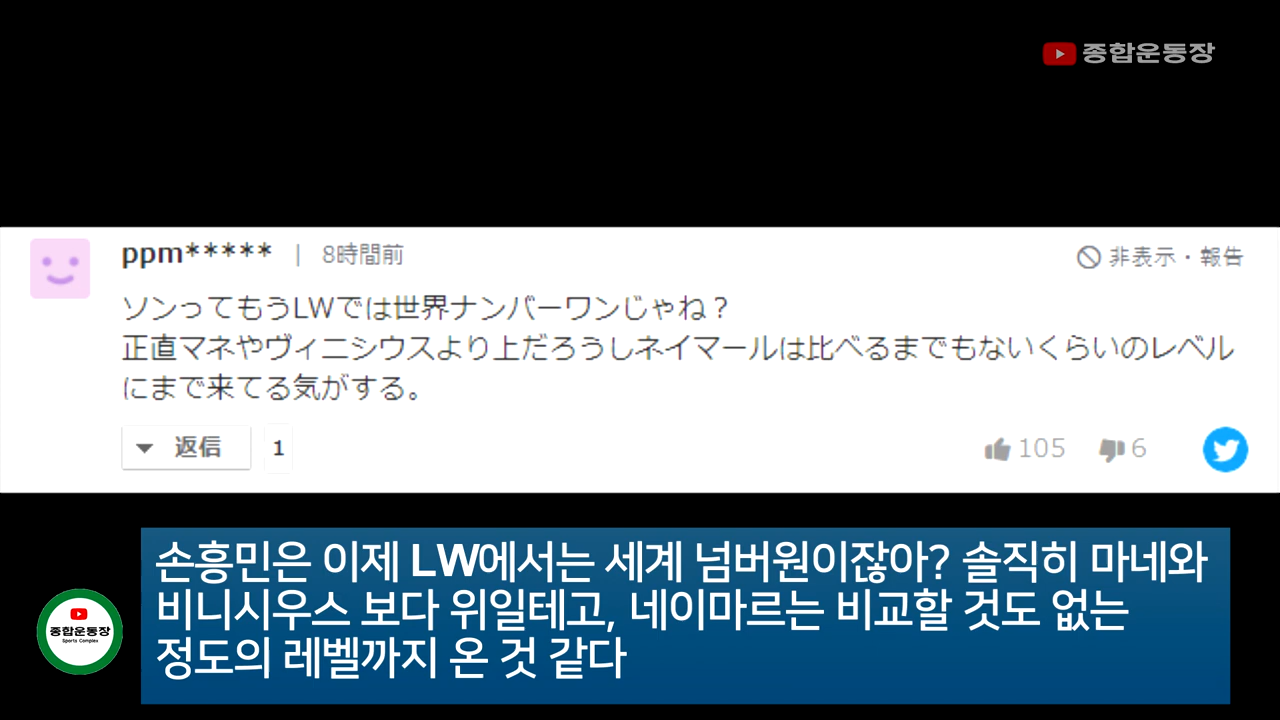 종합운동장
ppm***** | 8時間前
非表示・報告
ソンってもうLWでは世界ナンバーワンじゃね？
正直マネやヴィニシウスより上だろうしネイマールは比べるまでもないくらいのレベル
にまで来てる気がする。
返信 1
105 6
손흥민은 이제 LW에서는 세계 넘버원이잖아? 솔직히 마네와
비니시우스 보다 위일테고, 네이마르는 비교할 것도 없는
정도의 레벨까지 온 것 같다
종합운동장
Sports Complex